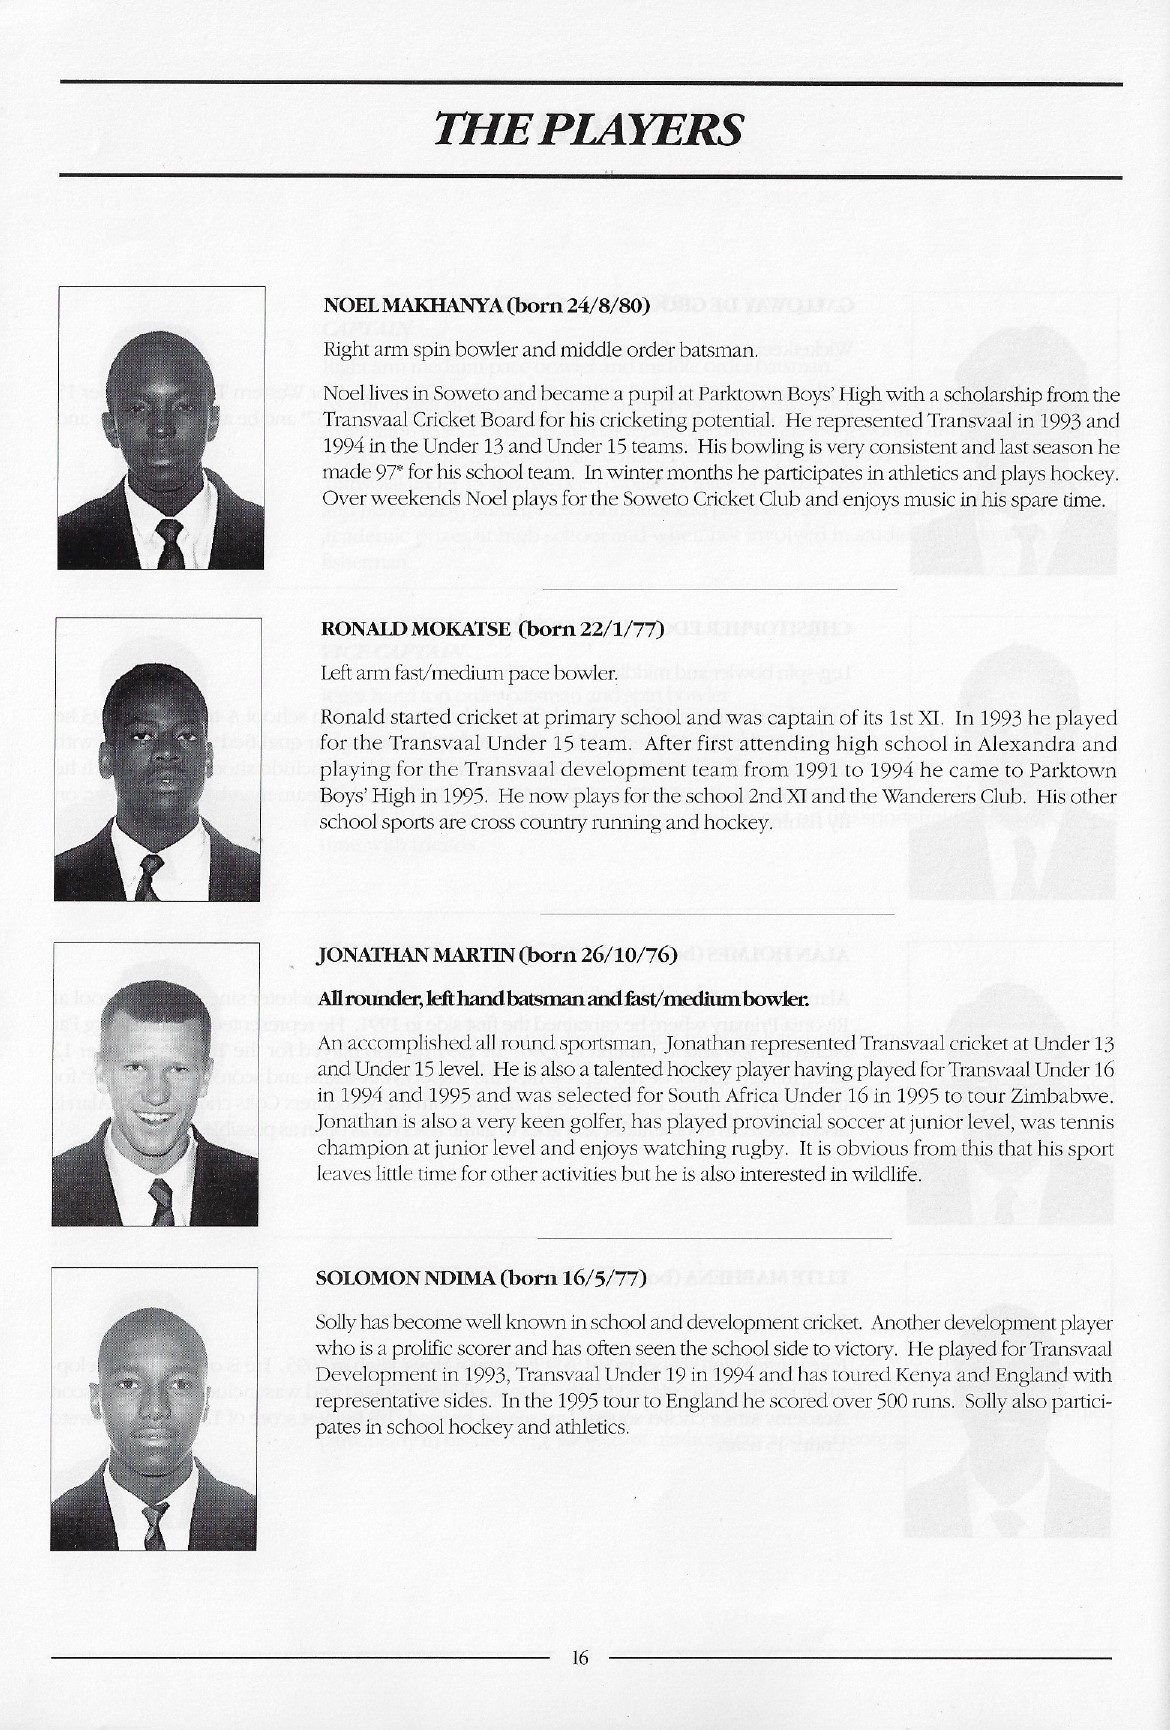 THE PLAYERS
NOEL MAKHANYA (born 24/8/80)
Right arm spin bowler and middle order batsman.
Noel lives in Soweto and became a pupil at Parktown Boys' High with a scholarship from the
Transvaal Cricket Board for his cricketing potential. He represented Transvaal in 1993 and
1994 in the Under 13 and Under 15 teams. His bowling is very consistent and last season he
made 97* for his school team. In winter months he participates in athletics and plays hockey.
Over weekends Noel plays for the Soweto Cricket Club and enjoys music in his spare time.
RONALD MOKATSE (born 22/1/77)
Left arm fast/medium pace bowler.
Ronald started cricket at primary school and was captain of its 1st XI. In 1993 he played
for the Transvaal Under 15 team. After first attending high school in Alexandra and
playing for the Transvaal development team from 1991 to 1994 he came to Parktown
Boys' High in 1995. He now plays for the school 2nd XI and the Wanderers Club. His other
school sports are cross country running and hockey.
JONATHAN MARTIN (born 26/10/76)
All rounder, left hand batsman and fast/medium bowler.
An accomplished all round sportsman, Jonathan represented Transvaal cricket at Under 13
and Under 15 level. He is also a talented hockey player having played for Transvaal Under 16
in 1994 and 1995 and was selected for South Africa Under 16 in 1995 to tour Zimbabwe.
Jonathan is also a very keen golfer, has played provincial soccer at junior level, was tennis
champion at junior level and enjoys watching rugby. It is obvious from this that his sport
leaves little time for other activities but he is also interested in wildlife.
SOLOMON NDIMA (born 16/5/77)
Solly has become well known in school and development cricket. Another development player
who is a prolific scorer and has often seen the school side to victory. He played for Transvaal
Development in 1993, Transvaal Under 19 in 1994 and has toured Kenya and England with
representative sides. In the 1995 tour to England he scored over 500 runs. Solly also partici-
pates in school hockey and athletics.
16